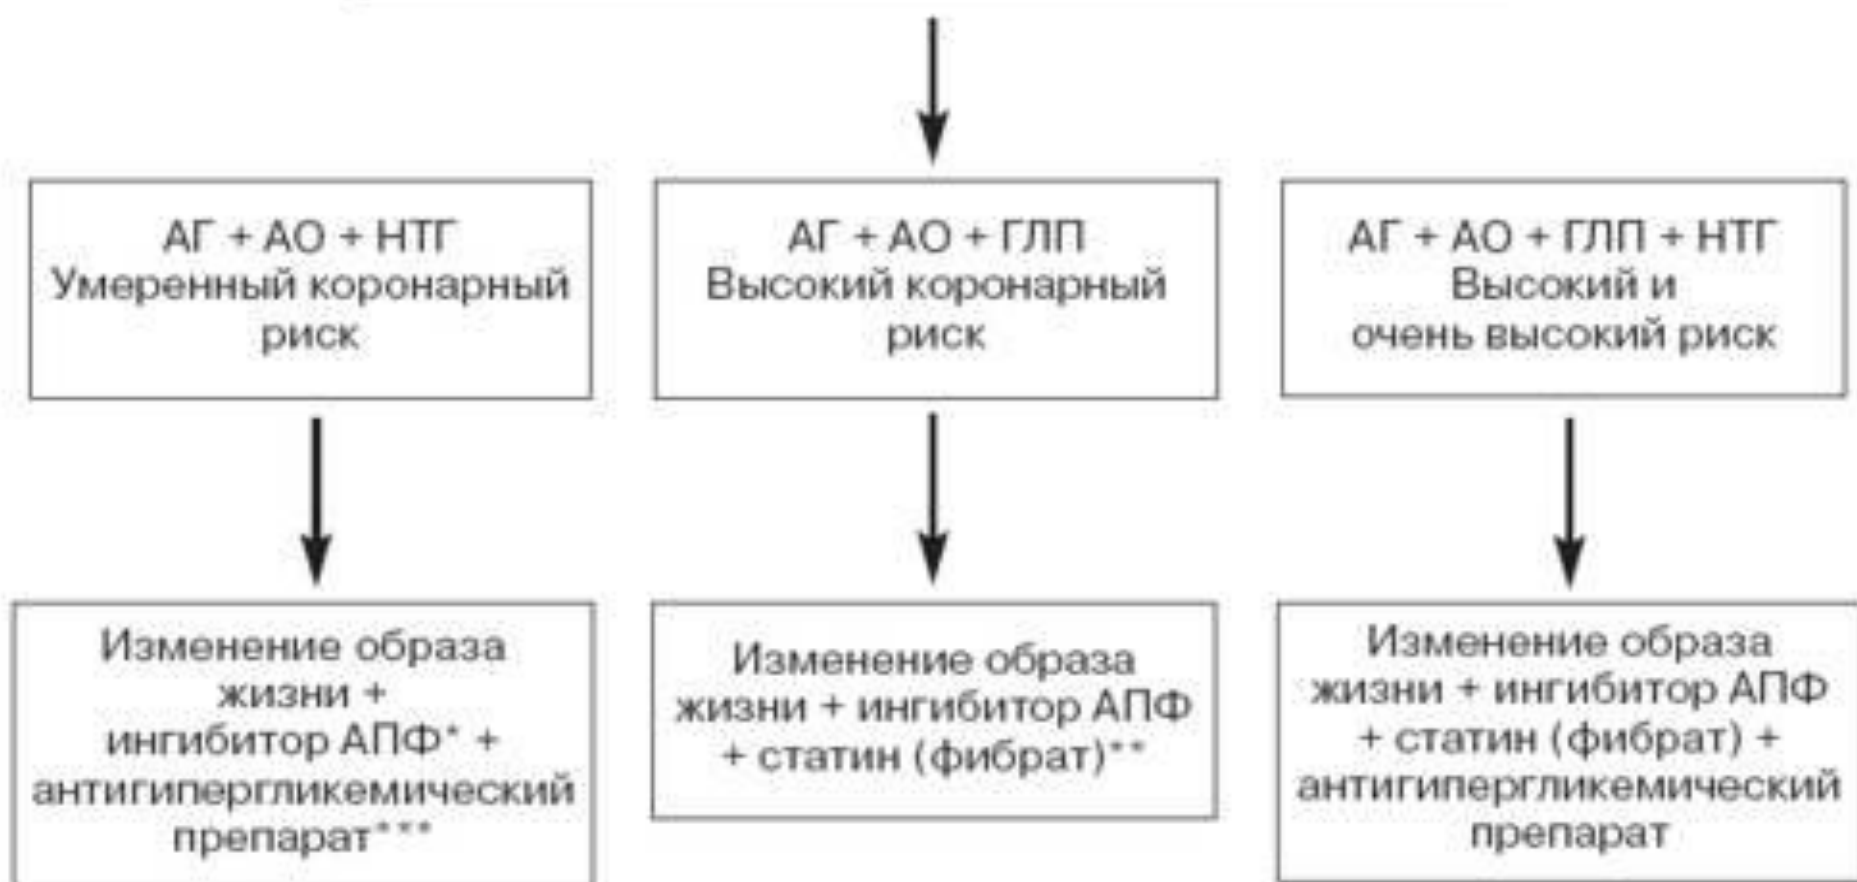 АГ + АО + НТГ
Умеренный коронарный
риск
АГ + АО + ГЛП
Высокий коронарный
риск
АГ + АО + ГЛП + НТГ
Высокий и
очень высокий риск
Изменение образа
жизни +
ингибитор АПФ* +
антигипергликемический
препарат***
Изменение образа
жизни + ингибитор АПФ
+ статин (фибрат)**
Изменение образа
жизни + ингибитор АПФ
+ статин (фибрат) +
антигипергликемический
препарат